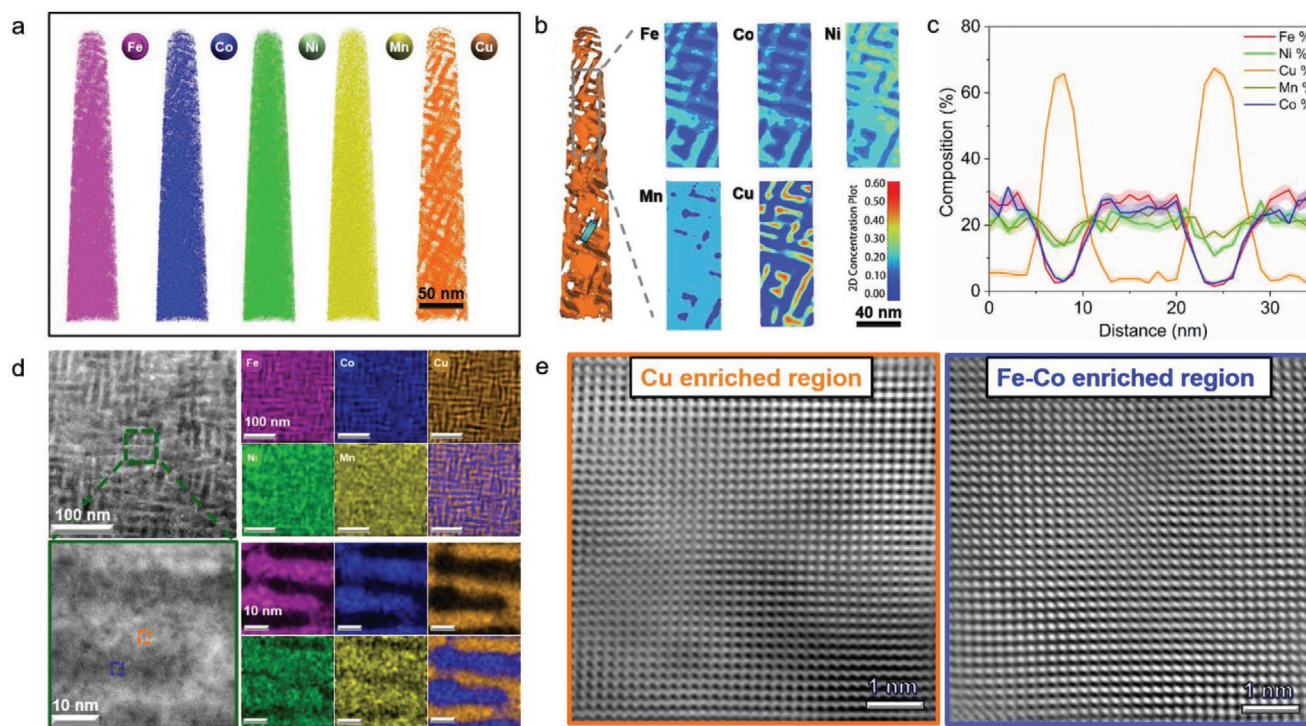 a
Fe
Co
Ni
Mn
Cu
50 nm
b
Fe
Co
Ni
Mn
Cu
0.60
0.50
0.40
0.30
0.20
0.10
0.00
2D Concentration Plot
40 nm
c
80
60
40
20
0
Composition (%)
0
10
20
30
Distance (nm)
Fe %
Ni %
Cu %
Mn %
Co %
d
100 nm
Fe
Co
Cu
100 nm
Ni
Mn
10 nm
10 nm
e
Cu enriched region
1 nm
Fe-Co enriched region
1 nm